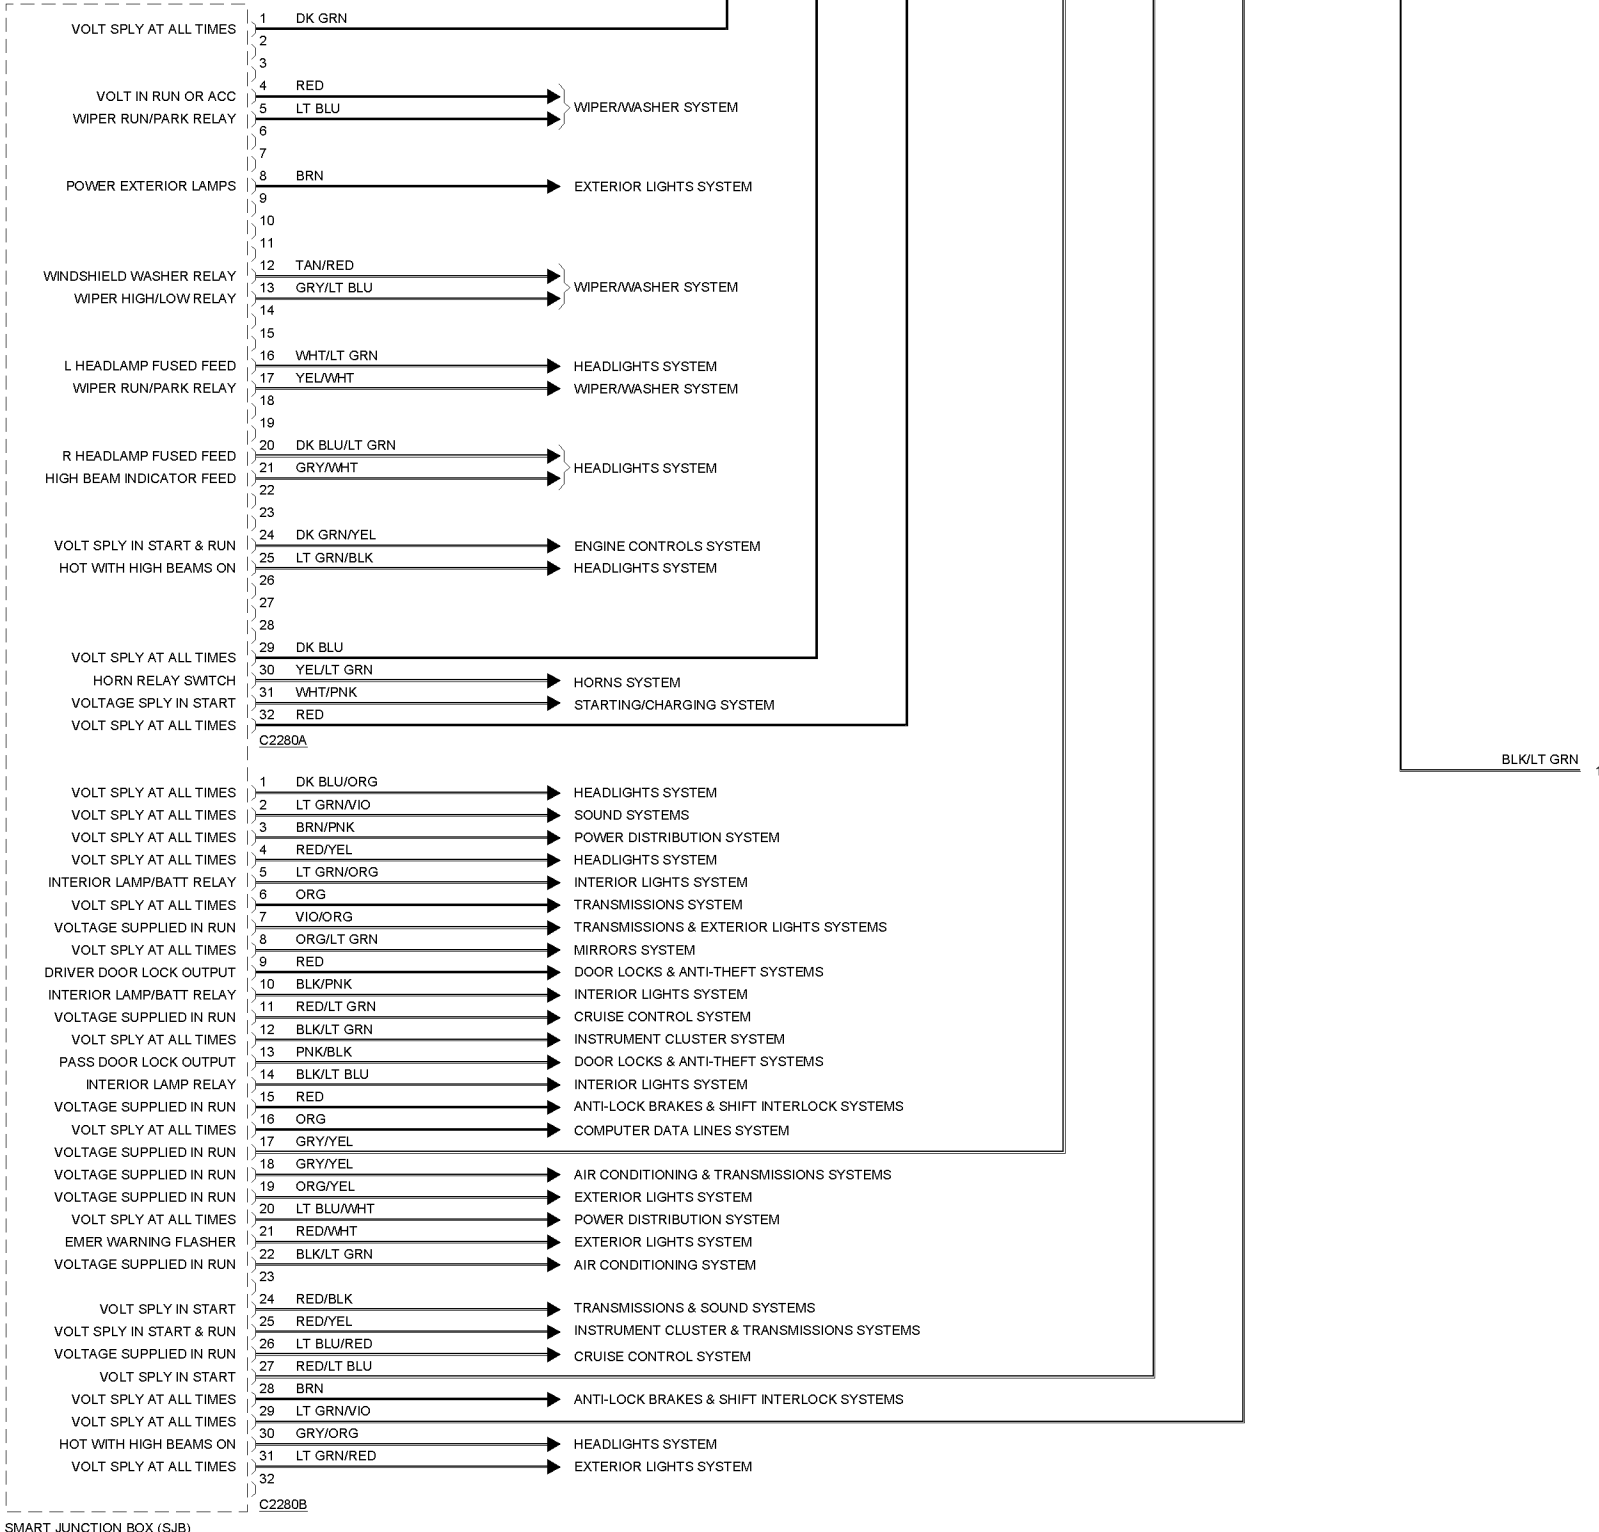 1 DK GRN
VOLT SPLY AT ALL TIMES
2
3
4 RED
VOLT IN RUN OR ACC
5 LT BLU
WIPER/WASHER SYSTEM
WIPER RUN/PARK RELAY
6
7
8 BRN
POWER EXTERIOR LAMPS
EXTERIOR LIGHTS SYSTEM
9
10
11
12 TAN/RED
WINDSHIELD WASHER RELAY
13 GRY/LT BLU
WIPER/WASHER SYSTEM
WIPER HIGH/LOW RELAY
14
15
16 WHT/LT GRN
L HEADLAMP FUSED FEED
HEADLIGHTS SYSTEM
17 YEL/WHT
WIPER RUN/PARK RELAY
WIPER/WASHER SYSTEM
18
19
20 DK BLU/LT GRN
R HEADLAMP FUSED FEED
21 GRY/WHT
HEADLIGHTS SYSTEM
HIGH BEAM INDICATOR FEED
22
23
24 DK GRN/YEL
VOLT SPLY IN START & RUN
ENGINE CONTROLS SYSTEM
25 LT GRN/BLK
HOT WITH HIGH BEAMS ON
HEADLIGHTS SYSTEM
26
27
28
29 DK BLU
VOLT SPLY AT ALL TIMES
30 YEL/LT GRN
HORN RELAY SWITCH
HORNS SYSTEM
31 WHT/PNK
VOLTAGE SPLY IN START
STARTING/CHARGING SYSTEM
32 RED
VOLT SPLY AT ALL TIMES
C2280A
BLK/LT GRN
1 DK BLU/ORG
VOLT SPLY AT ALL TIMES
HEADLIGHTS SYSTEM
2 LT GRN/VIO
VOLT SPLY AT ALL TIMES
SOUND SYSTEMS
3 BRN/PNK
VOLT SPLY AT ALL TIMES
POWER DISTRIBUTION SYSTEM
4 RED/YEL
VOLT SPLY AT ALL TIMES
HEADLIGHTS SYSTEM
5 LT GRN/ORG
INTERIOR LAMP/BATT RELAY
INTERIOR LIGHTS SYSTEM
6 ORG
VOLT SPLY AT ALL TIMES
TRANSMISSIONS SYSTEM
7 VIO/ORG
VOLTAGE SUPPLIED IN RUN
TRANSMISSIONS & EXTERIOR LIGHTS SYSTEMS
8 ORG/LT GRN
VOLT SPLY AT ALL TIMES
MIRRORS SYSTEM
9 RED
DRIVER DOOR LOCK OUTPUT
DOOR LOCKS & ANTI-THEFT SYSTEMS
10 BLK/PNK
INTERIOR LAMP/BATT RELAY
INTERIOR LIGHTS SYSTEM
11 RED/LT GRN
VOLTAGE SUPPLIED IN RUN
CRUISE CONTROL SYSTEM
12 BLK/LT GRN
VOLT SPLY AT ALL TIMES
INSTRUMENT CLUSTER SYSTEM
13 PNK/BLK
PASS DOOR LOCK OUTPUT
DOOR LOCKS & ANTI-THEFT SYSTEMS
14 BLK/LT BLU
INTERIOR LAMP RELAY
INTERIOR LIGHTS SYSTEM
15 RED
VOLTAGE SUPPLIED IN RUN
ANTI-LOCK BRAKES & SHIFT INTERLOCK SYSTEMS
16 ORG
VOLT SPLY AT ALL TIMES
COMPUTER DATA LINES SYSTEM
17 GRY/YEL
VOLTAGE SUPPLIED IN RUN
18 GRY/YEL
VOLTAGE SUPPLIED IN RUN
AIR CONDITIONING & TRANSMISSIONS SYSTEMS
19 ORG/YEL
VOLTAGE SUPPLIED IN RUN
EXTERIOR LIGHTS SYSTEM
20 LT BLU/WHT
VOLT SPLY AT ALL TIMES
POWER DISTRIBUTION SYSTEM
21 RED/WHT
EMER WARNING FLASHER
EXTERIOR LIGHTS SYSTEM
22 BLK/LT GRN
VOLTAGE SUPPLIED IN RUN
AIR CONDITIONING SYSTEM
23
24 RED/BLK
VOLT SPLY IN START
TRANSMISSIONS & SOUND SYSTEMS
25 RED/YEL
VOLT SPLY IN START & RUN
INSTRUMENT CLUSTER & TRANSMISSIONS SYSTEMS
26 LT BLU/RED
VOLTAGE SUPPLIED IN RUN
CRUISE CONTROL SYSTEM
27 RED/LT BLU
VOLT SPLY IN START
28 BRN
VOLT SPLY AT ALL TIMES
ANTI-LOCK BRAKES & SHIFT INTERLOCK SYSTEMS
29 LT GRN/VIO
VOLT SPLY AT ALL TIMES
30 GRY/ORG
HOT WITH HIGH BEAMS ON
HEADLIGHTS SYSTEM
31 LT GRN/RED
VOLT SPLY AT ALL TIMES
EXTERIOR LIGHTS SYSTEM
32
C2280B
SMART JUNCTION BOX (SJB)